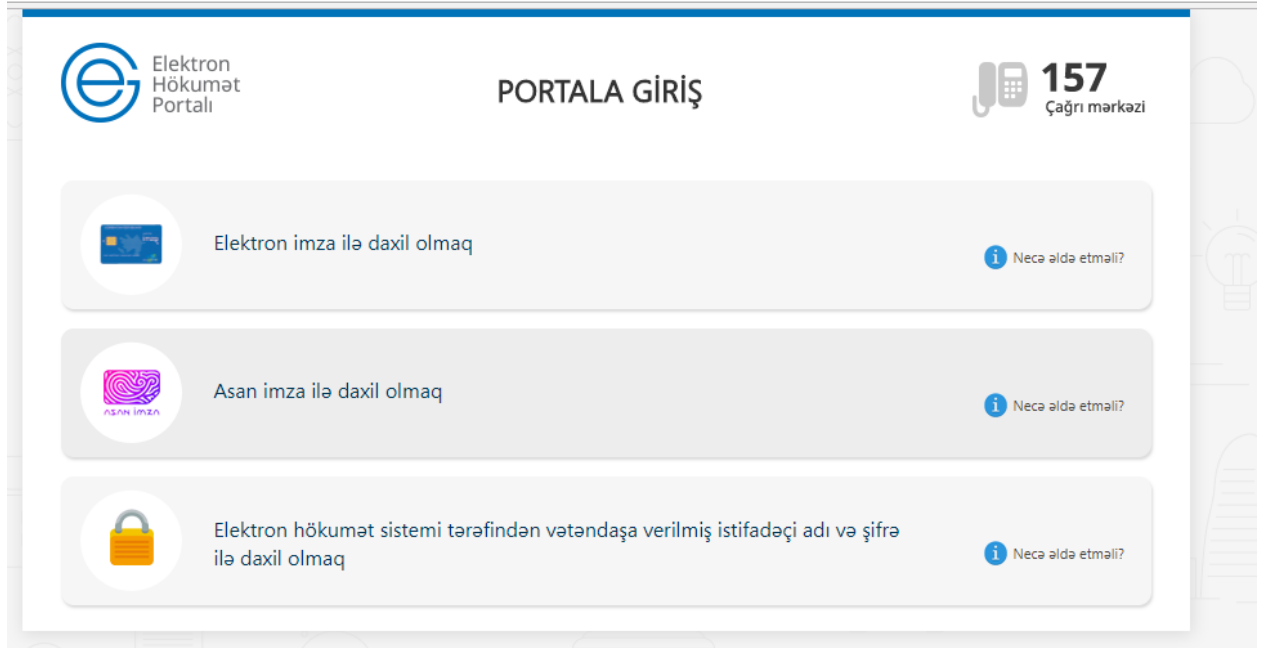 Elektron
Hökumət
Portalı
PORTALA GİRİŞ
157
Çağrı mərkəzi
Elektron imza ilə daxil olmaq
Necə əldə etməli?
ASAN İMZA
Asan imza ilə daxil olmaq
Necə əldə etməli?
Elektron hökumət sistemi tərəfindən vətəndaşa verilmiş istifadəçi adı və şifrə
ilə daxil olmaq
Necə əldə etməli?